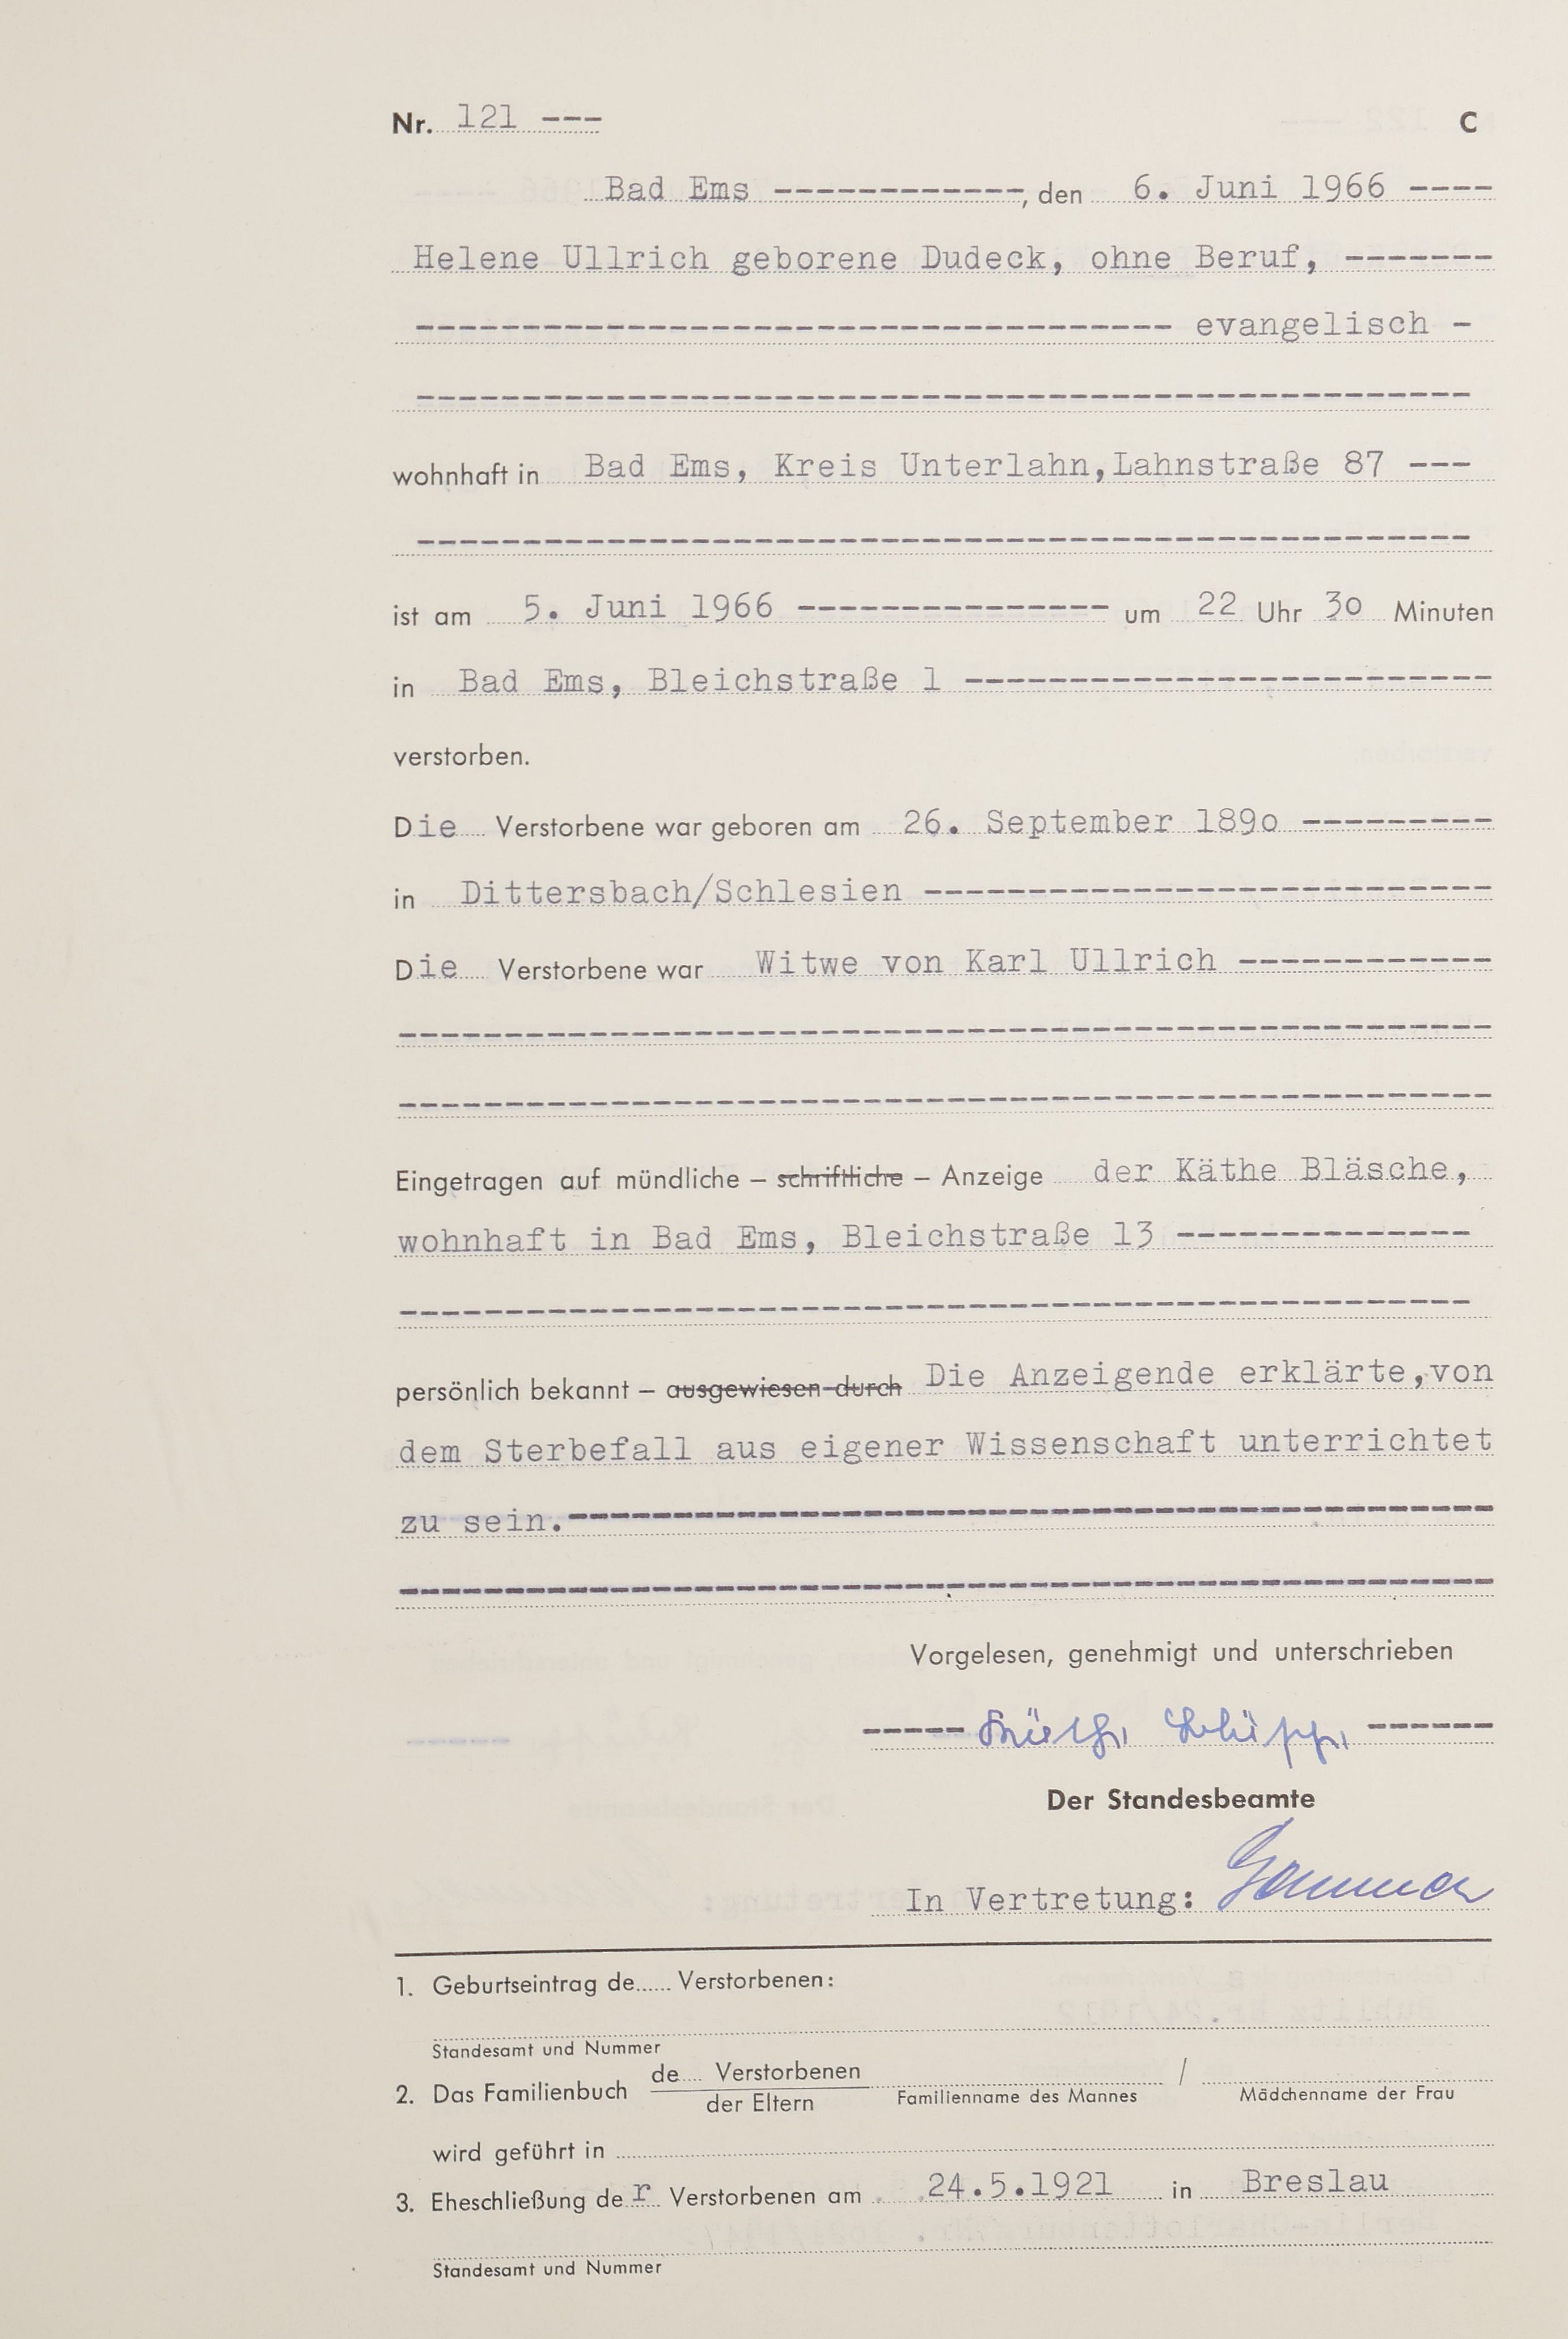 Nr. 121 --- C
Bad Ems ------------, den 6. Juni 1966 ----
Helene Ullrich geborene Dudeck, ohne Beruf, -------
------------------------------------ evangelisch -
--------------------------------------------------
wohnhaft in Bad Ems, Kreis Unterlahn, Lahnstraße 87 ---
--------------------------------------------------
ist am 5. Juni 1966 --------------- um 22 Uhr 3o Minuten
in Bad Ems, Bleichstraße 1 -------------------------
verstorben.
Die Verstorbene war geboren am 26. September 189o ---------
in Dittersbach/Schlesien ---------------------------
Die Verstorbene war Witwe von Karl Ullrich ------------
----------------------------------------------------
----------------------------------------------------
Eingetragen auf mündliche – schriftliche – Anzeige der Käthe Bläsche,
wohnhaft in Bad Ems, Bleichstraße 13 --------------
---------------------------------------------------
persönlich bekannt – ausgewiesen durch Die Anzeigende erklärte, von
dem Sterbefall aus eigener Wissenschaft unterrichtet
zu sein.--------------------------------------------
----------------------------------------------------
Vorgelesen, genehmigt und unterschrieben
----- ------
Der Standesbeamte
In Vertretung:
1. Geburtseintrag de...... Verstorbenen:
Standesamt und Nummer
2. Das Familienbuch de.... Verstorbenen / der Eltern Familienname des Mannes / Mädchenname der Frau
wird geführt in
3. Eheschließung der Verstorbenen am 24.5.1921 in Breslau
Standesamt und Nummer